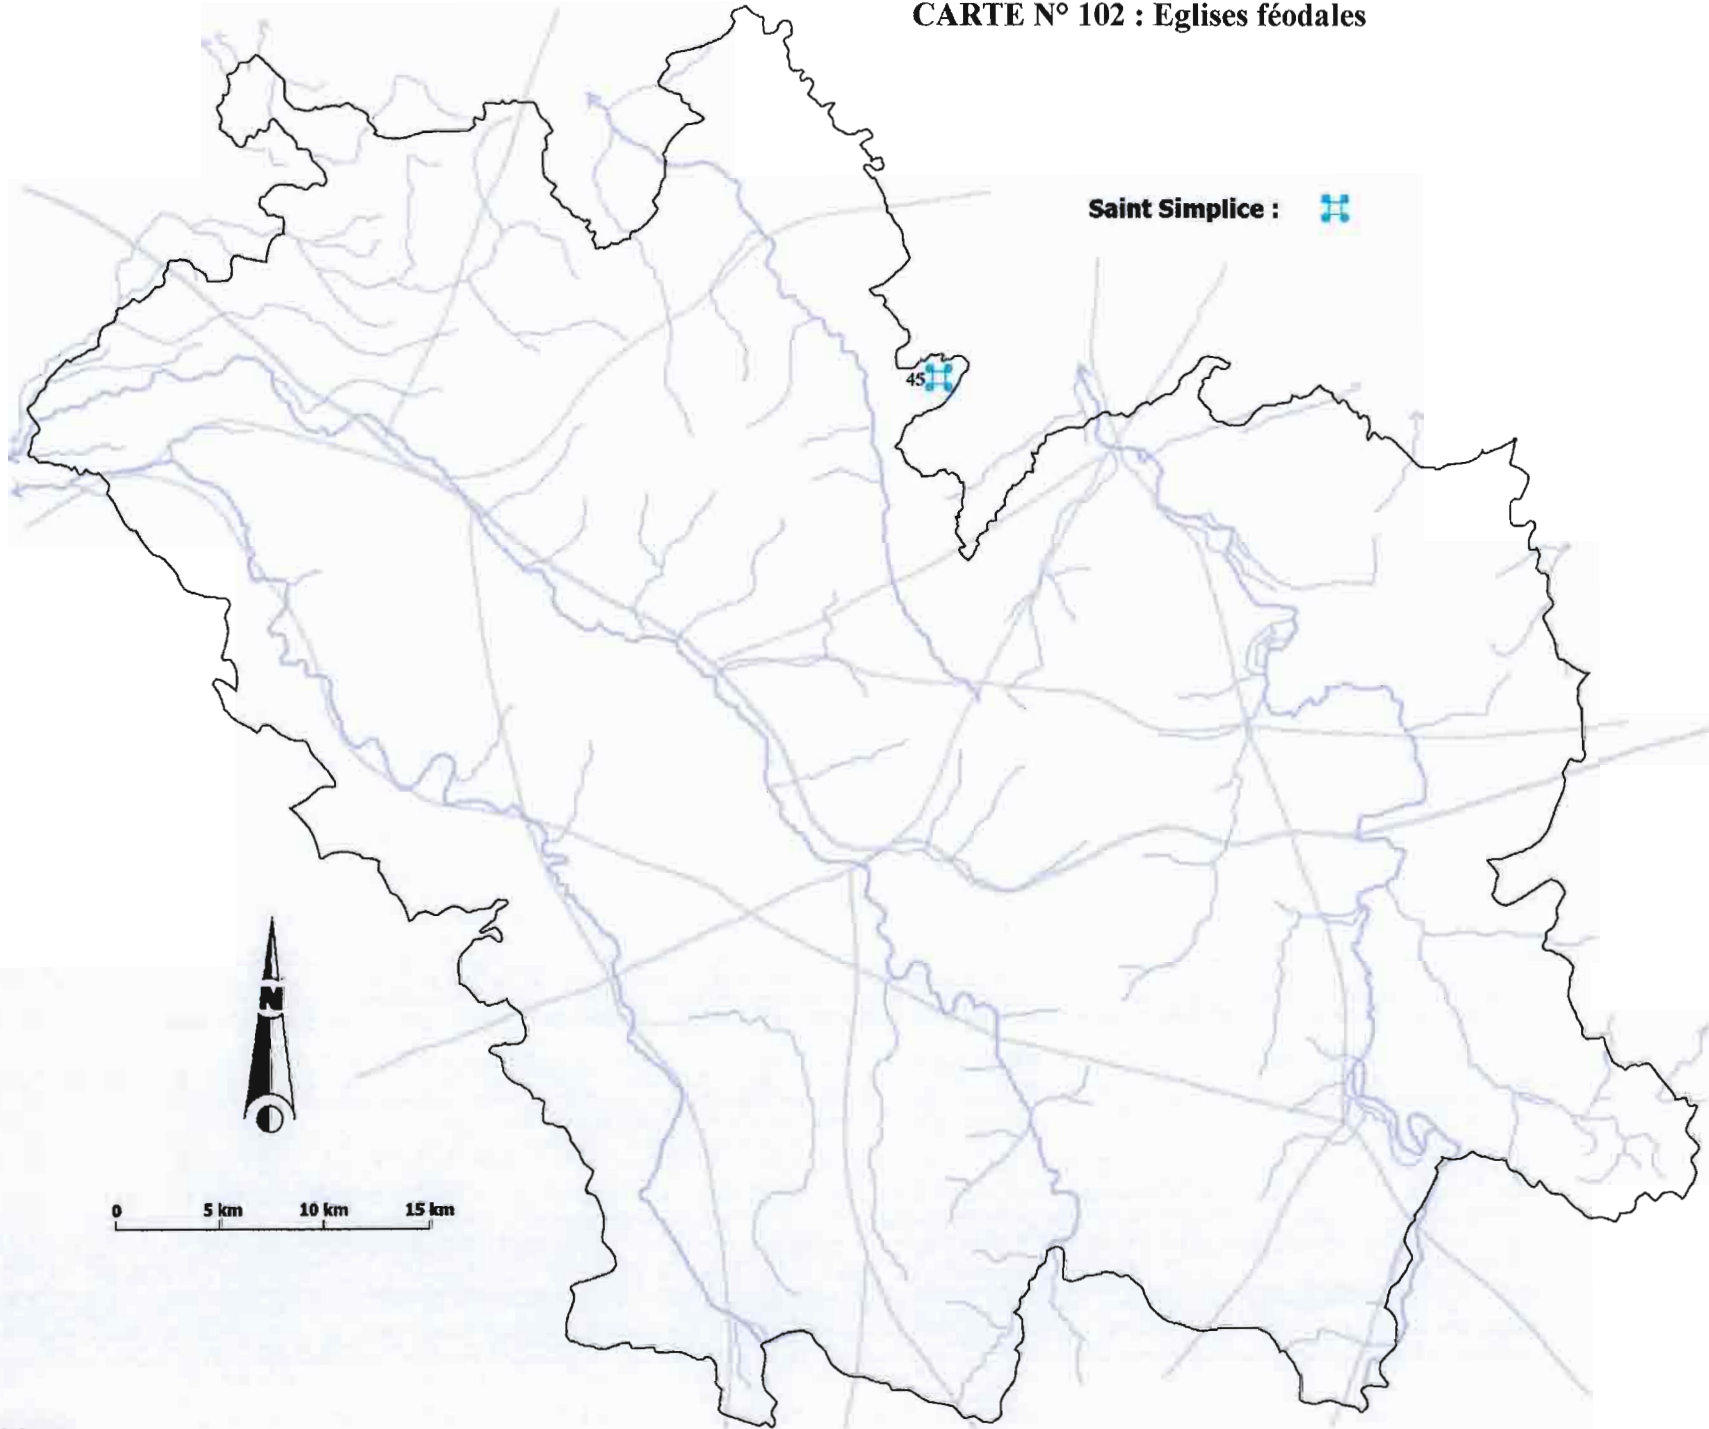 CARTE N° 102 : Eglises féodales
Saint Simplice :
45
N
0 5 km 10 km 15 km